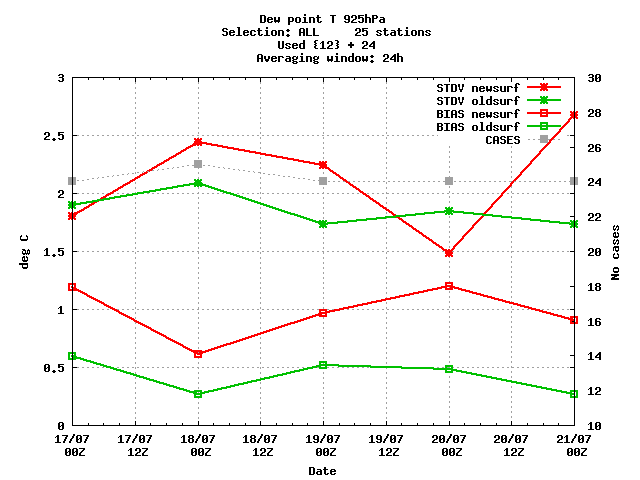 Dew point T 925hPa
Selection: ALL 25 stations
Used {12} + 24
Averaging window: 24h
STDV newsurf
STDV oldsurf
BIAS newsurf
BIAS oldsurf
CASES
deg C
3
2.5
2
1.5
1
0.5
0
No cases
30
28
26
24
22
20
18
16
14
12
10
17/07 17/07 18/07 18/07 19/07 19/07 20/07 20/07 21/07
00Z 12Z 00Z 12Z 00Z 12Z 00Z 12Z 00Z
Date